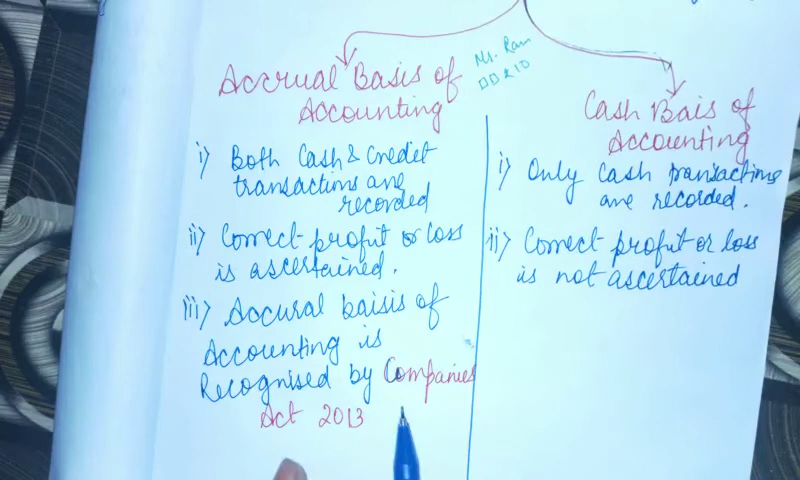 Accrual Basis of
Accounting
i) Both Cash & Credit
transactions are
recorded
ii) Correct profit or loss
is ascertained.
iii) Accural baisis of
Accounting is
Recognised by Companies
Act 2013
Cash Bais of
Accounting
i) Only Cash transactions
are recorded.
ii) Correct profit or loss
is not ascertained